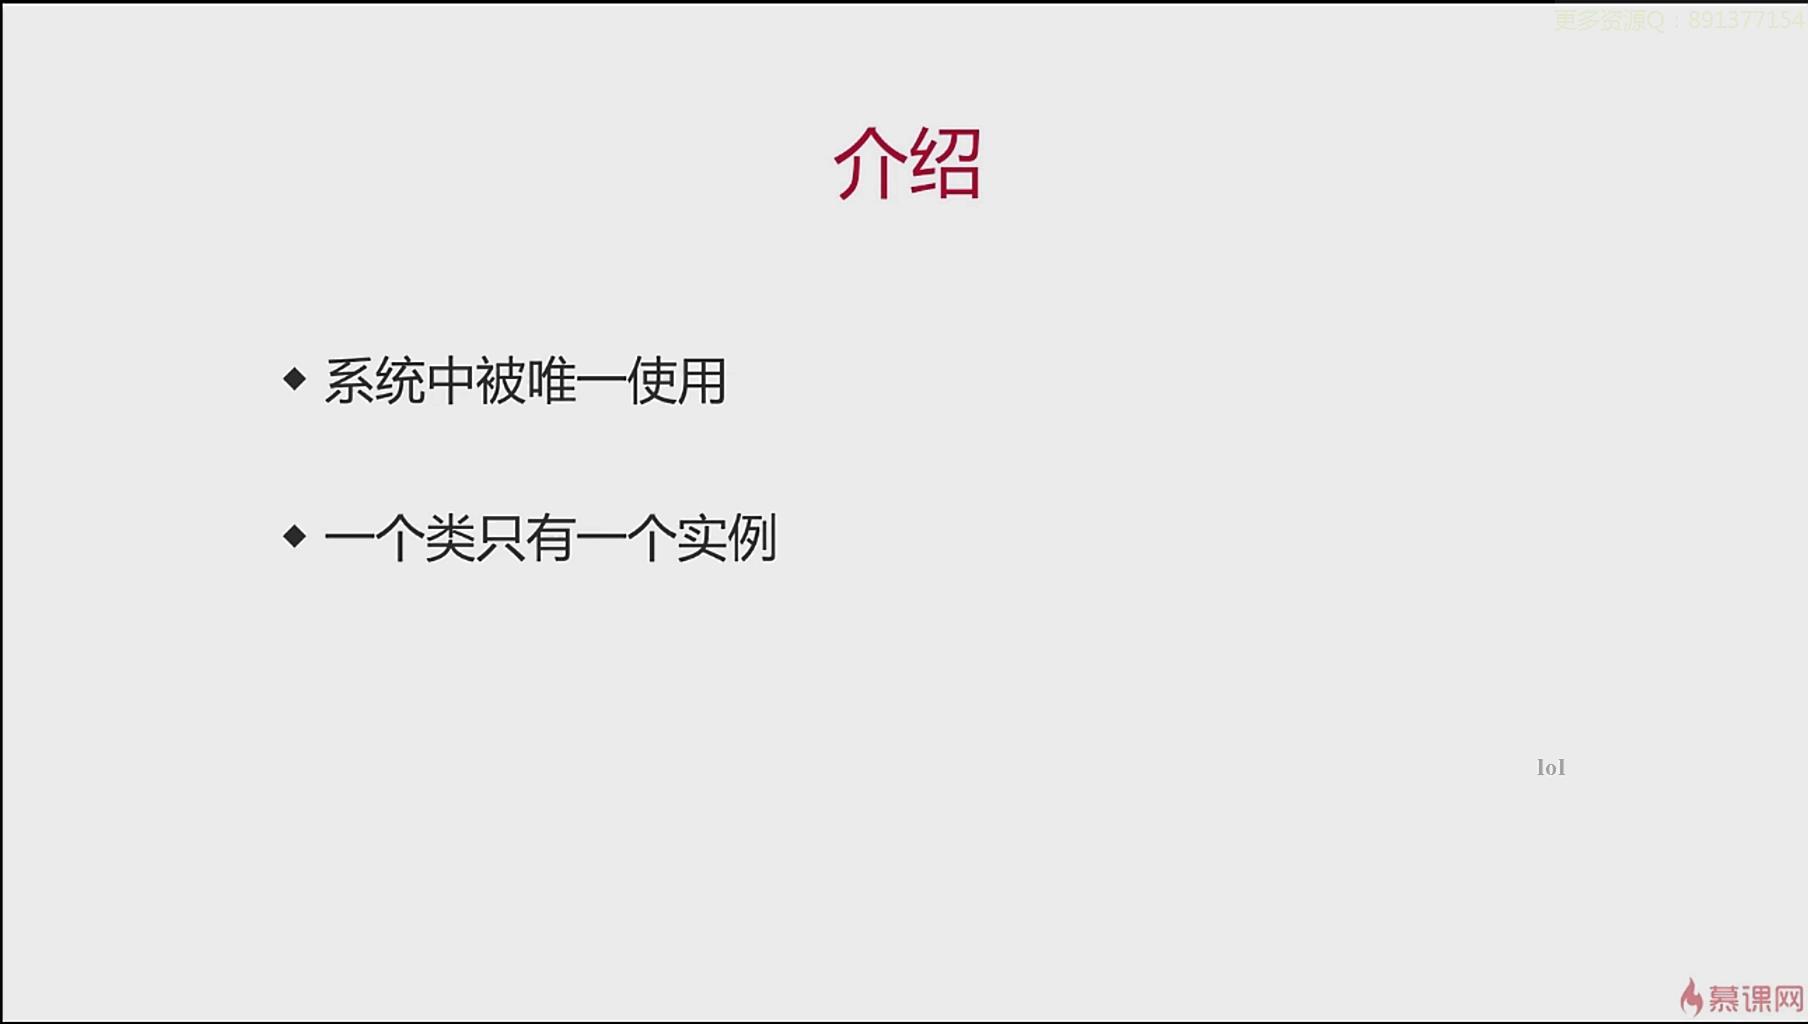 更多资源Q：891377154
介绍
◆ 系统中被唯一使用
◆ 一个类只有一个实例
lol
慕课网